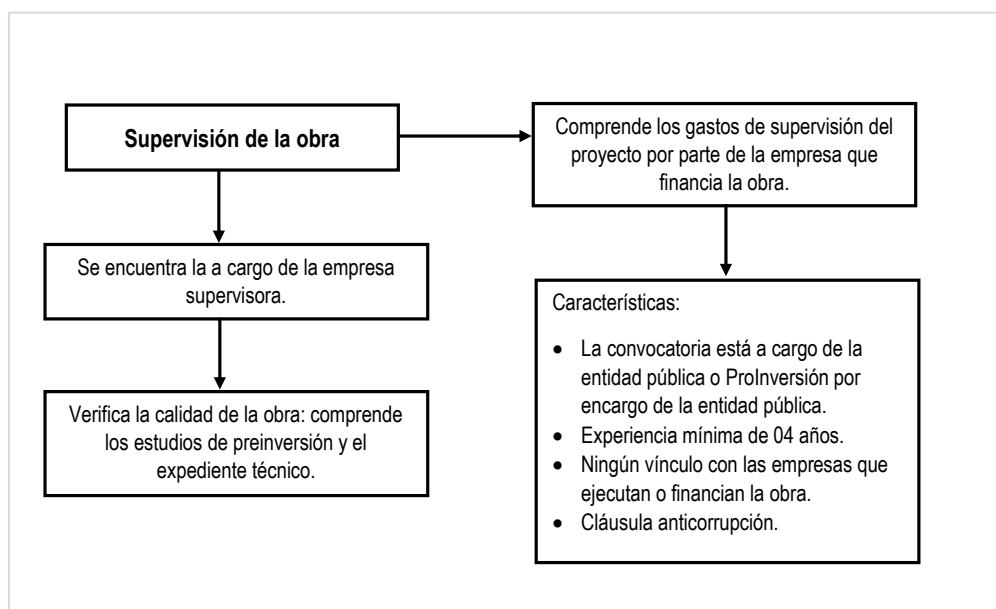 Supervisión de la obra
Comprende los gastos de supervisión del
proyecto por parte de la empresa que
financia la obra.
Se encuentra la a cargo de la empresa
supervisora.
Verifica la calidad de la obra: comprende
los estudios de preinversión y el
expediente técnico.
Características:
• La convocatoria está a cargo de la
entidad pública o ProInversión por
encargo de la entidad pública.
• Experiencia mínima de 04 años.
• Ningún vínculo con las empresas que
ejecutan o financian la obra.
• Cláusula anticorrupción.